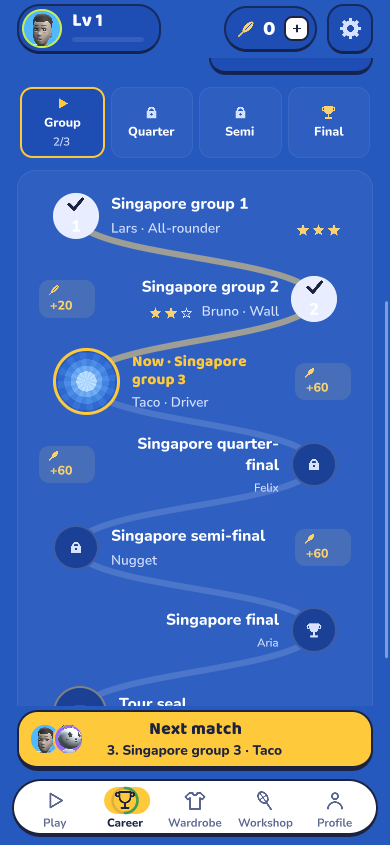 Lv 1
0
+
Group
2/3
Quarter
Semi
Final
Singapore group 1
1
Lars · All-rounder
Singapore group 2
+20
2
Bruno · Wall
Now · Singapore
group 3
+60
Taco · Driver
Singapore quarter-
final
+60
Felix
Singapore semi-final
+60
Nugget
Singapore final
Aria
Tour seal
Next match
3. Singapore group 3 · Taco
Play
Career
Wardrobe
Workshop
Profile